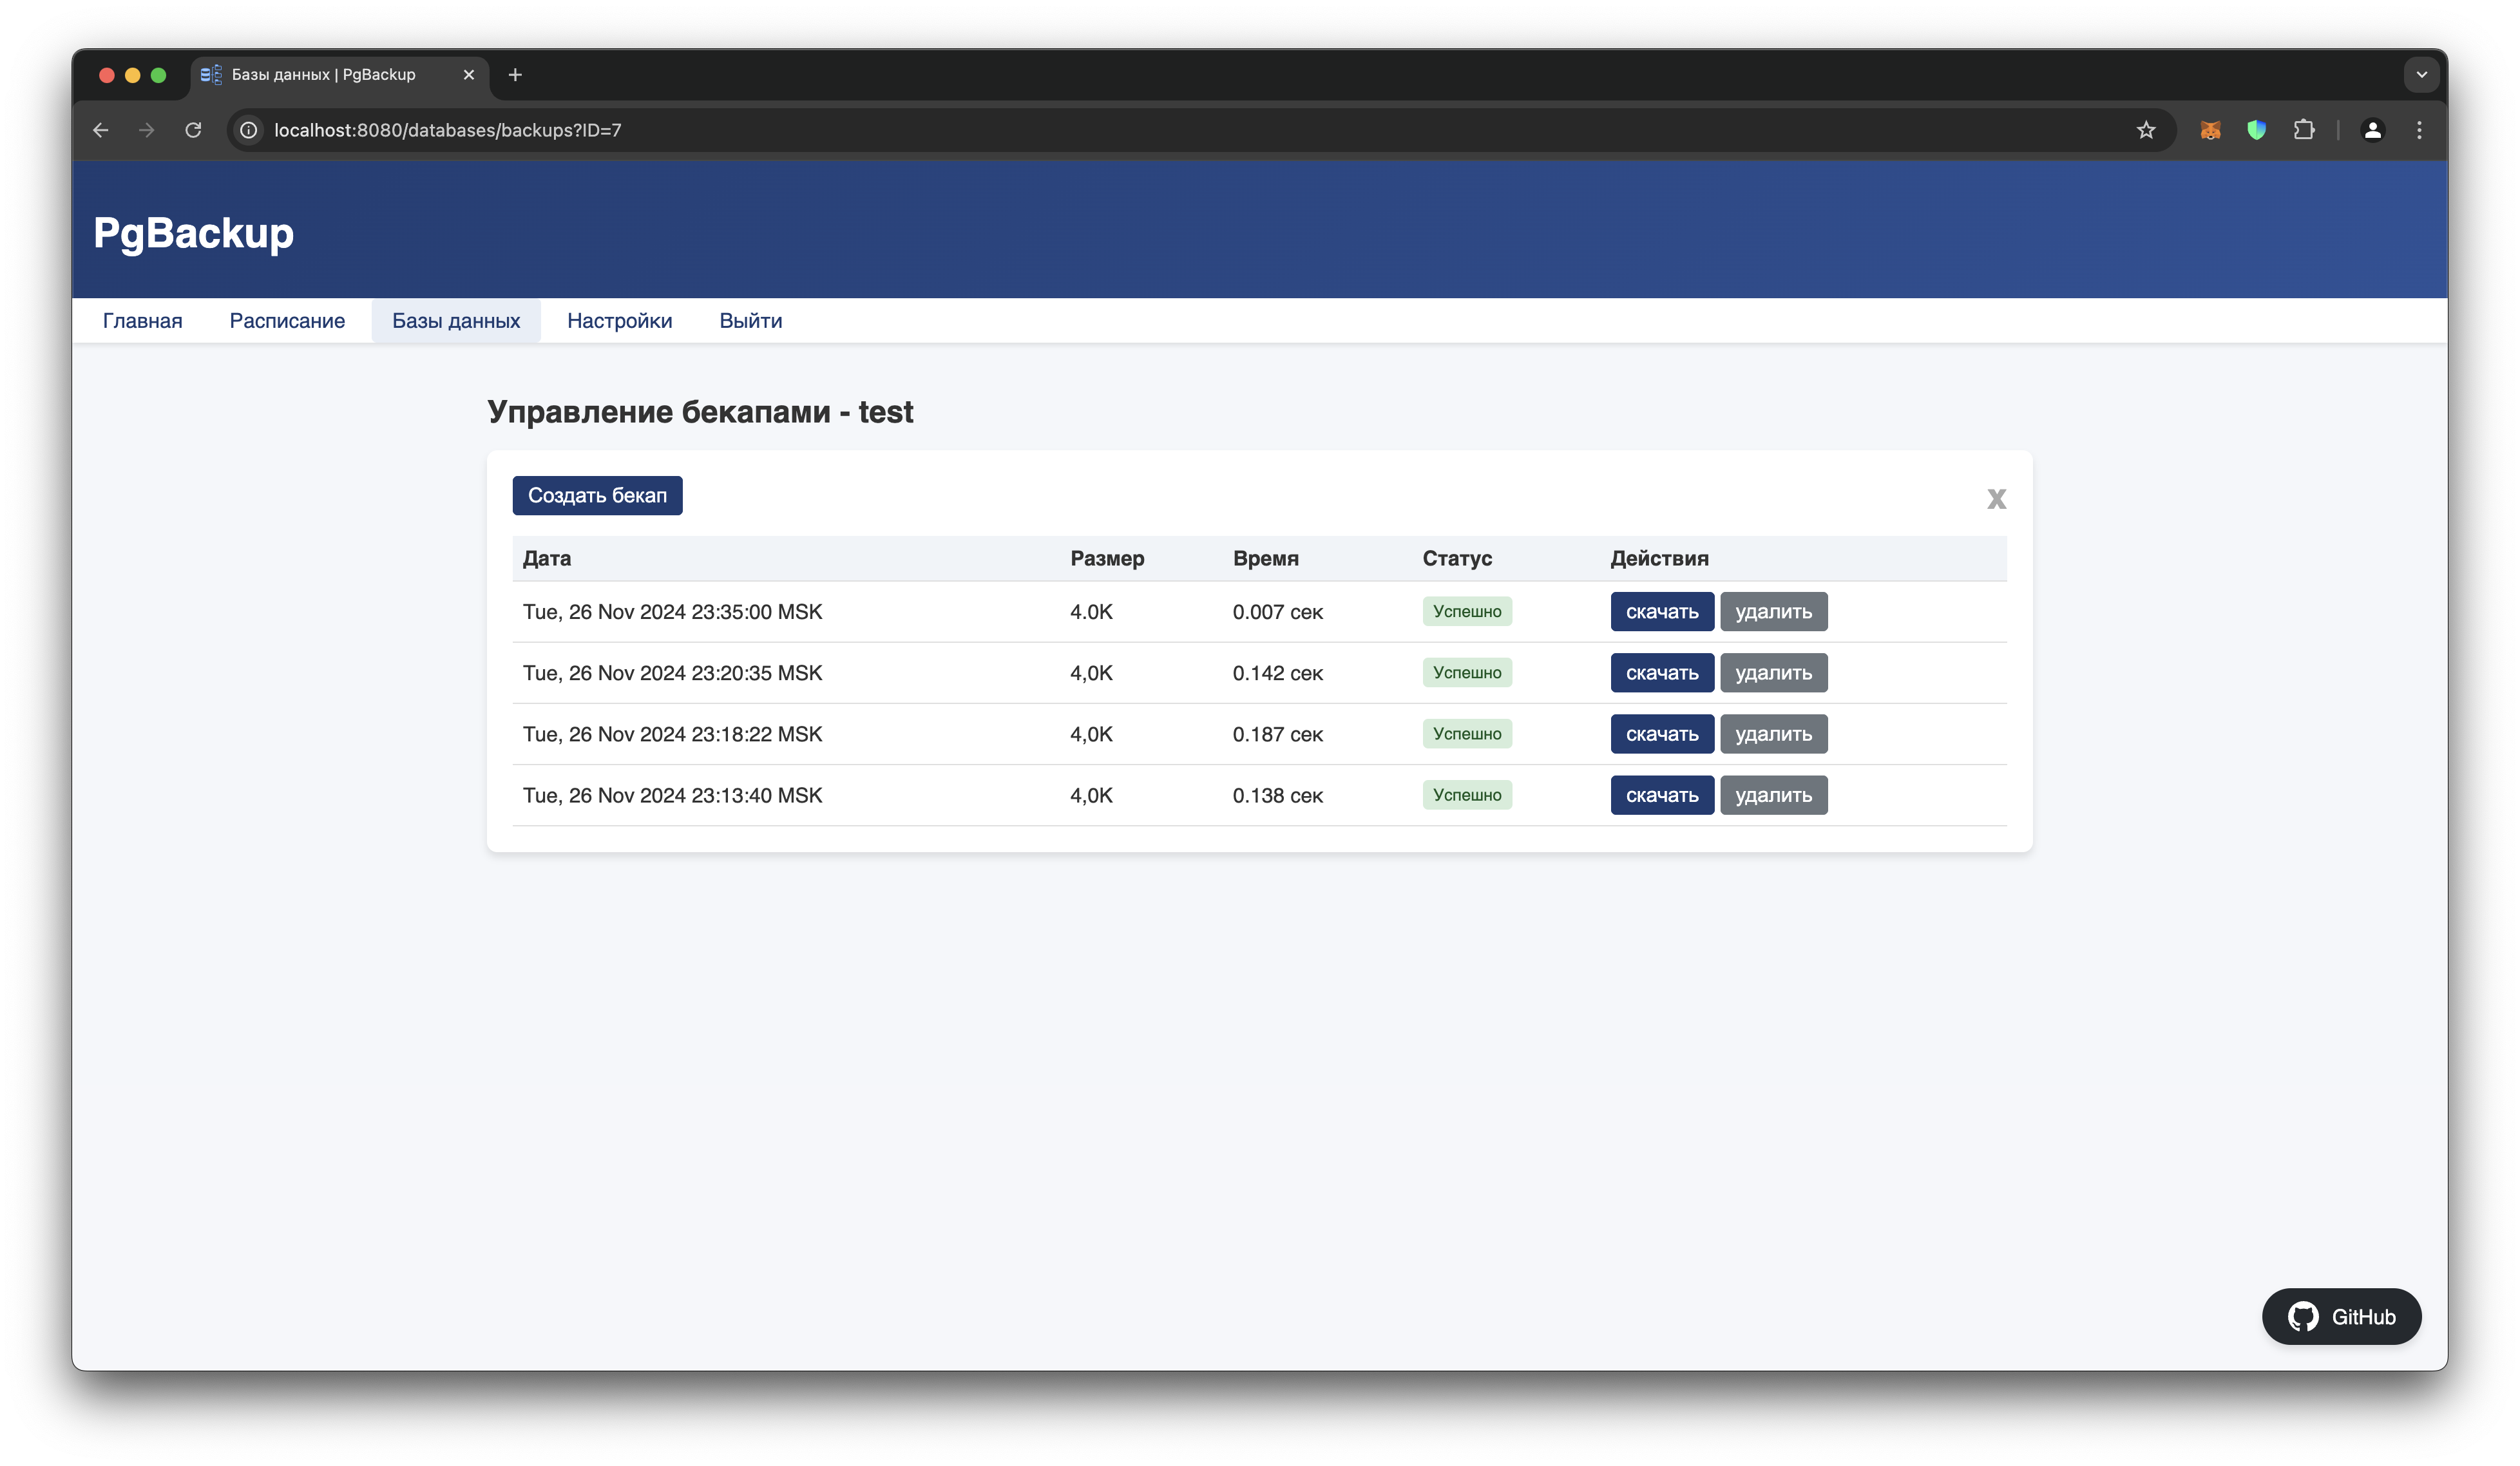 Базы данных | PgBackup
localhost:8080/databases/backups?ID=7
PgBackup
Главная Расписание Базы данных Настройки Выйти
Управление бекапами - test
Создать бекап x
Дата Размер Время Статус Действия
Tue, 26 Nov 2024 23:35:00 MSK 4.0K 0.007 сек Успешно скачать удалить
Tue, 26 Nov 2024 23:20:35 MSK 4,0K 0.142 сек Успешно скачать удалить
Tue, 26 Nov 2024 23:18:22 MSK 4,0K 0.187 сек Успешно скачать удалить
Tue, 26 Nov 2024 23:13:40 MSK 4,0K 0.138 сек Успешно скачать удалить
GitHub